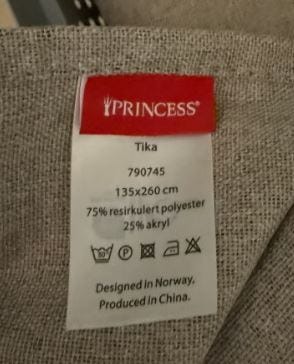 PRINCESS®
Tika
790745
135x260 cm
75% resirkulert polyester
25% akryl
P
Designed in Norway,
Produced in China.